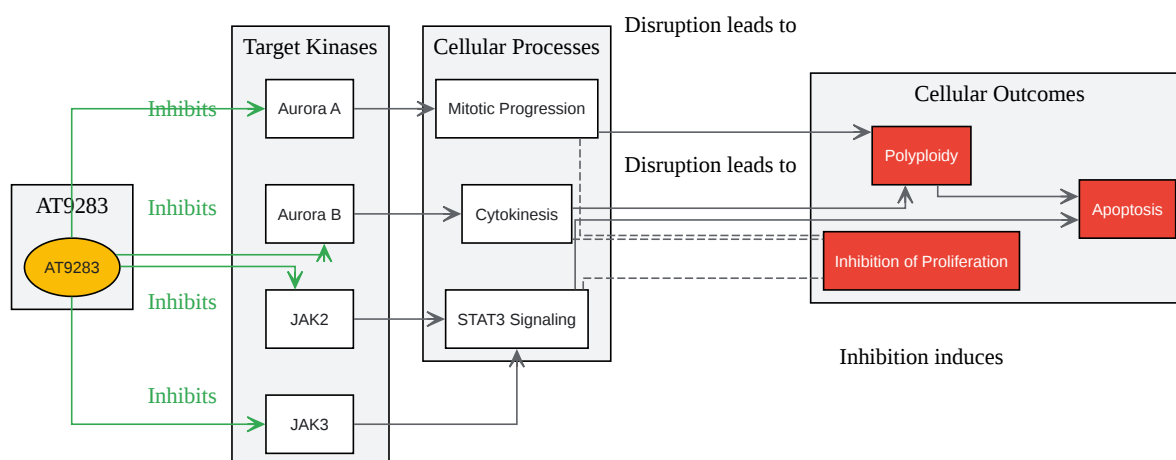 Disruption leads to
Target Kinases
Cellular Processes
Cellular Outcomes
Inhibits
Aurora A
Mitotic Progression
Polyploidy
Disruption leads to
AT9283
Inhibits
Aurora B
Cytokinesis
Apoptosis
AT9283
Inhibition of Proliferation
Inhibits
JAK2
STAT3 Signaling
Inhibition induces
Inhibits
JAK3